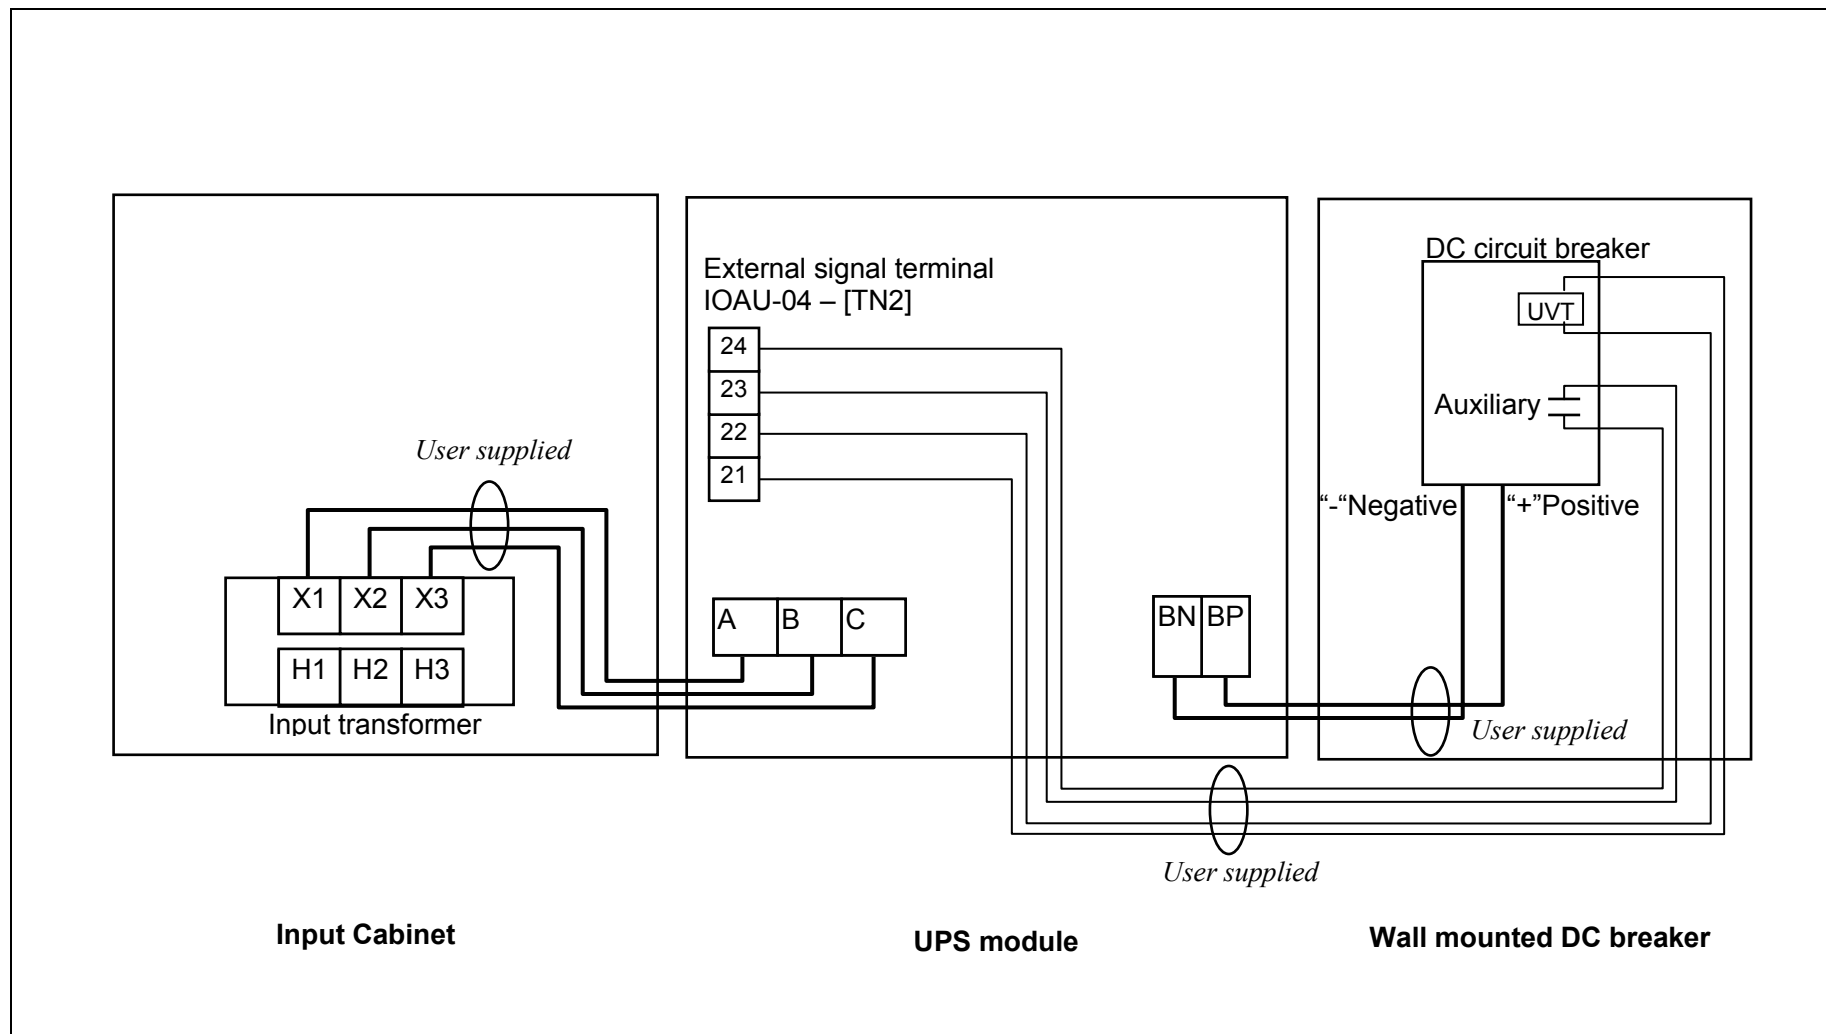 External signal terminal
IOAU-04 – [TN2]
24
23
22
21
DC circuit breaker
UVT
Auxiliary
“-“Negative
“+”Positive
User supplied
X1 X2 X3
H1 H2 H3
Input transformer
A B C
BN BP
User supplied
User supplied
Input Cabinet
UPS module
Wall mounted DC breaker